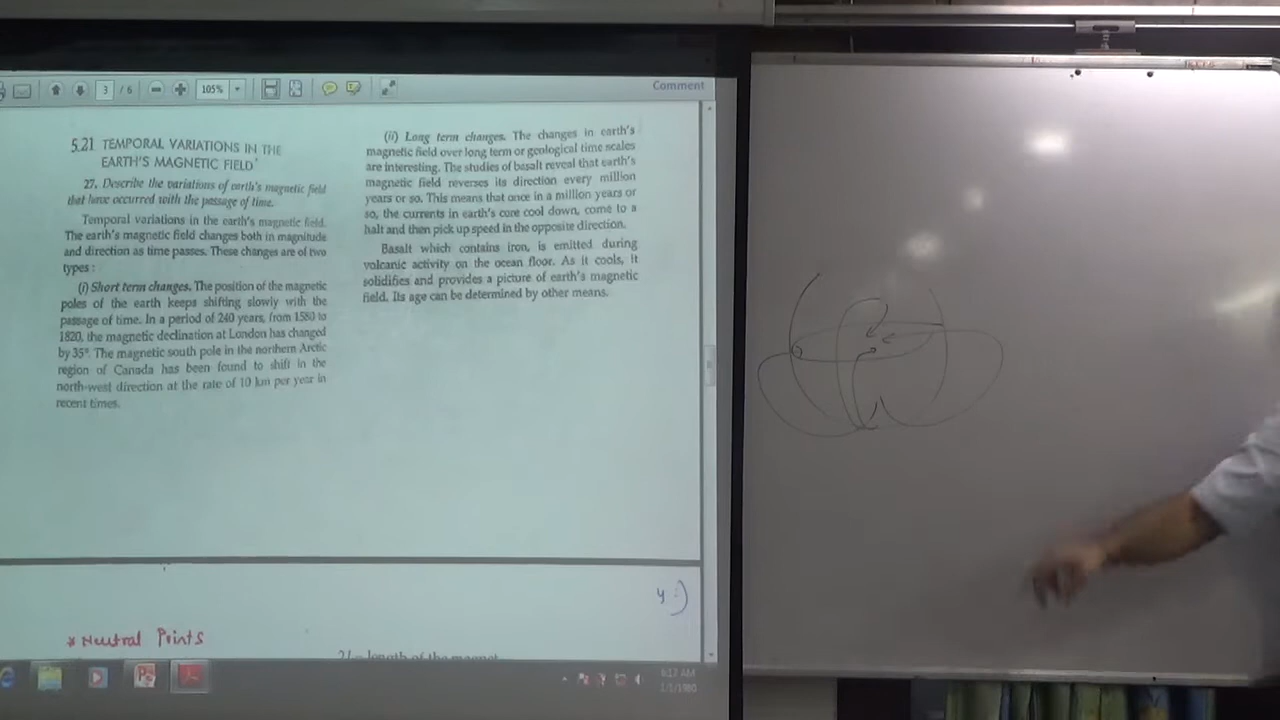 3 / 6
105%
Comment
5.21 TEMPORAL VARIATIONS IN THE
EARTH'S MAGNETIC FIELD*
27. Describe the variations of earth's magnetic field
that have occurred with the passage of time.
Temporal variations in the earth's magnetic field.
The earth's magnetic field changes both in magnitude
and direction as time passes. These changes are of two
types :
(i) Short term changes. The position of the magnetic
poles of the earth keeps shifting slowly with the
passage of time. In a period of 240 years, from 1580 to
1820, the magnetic declination at London has changed
by 35°. The magnetic south pole in the northern Arctic
region of Canada has been found to shift in the
north-west direction at the rate of 10 km per year in
recent times.
(ii) Long term changes. The changes in earth's
magnetic field over long term or geological time scales
are interesting. The studies of basalt reveal that earth's
magnetic field reverses its direction every million
years or so. This means that once in a million years or
so, the currents in earth's core cool down, come to a
halt and then pick up speed in the opposite direction.
Basalt which contains iron, is emitted during
volcanic activity on the ocean floor. As it cools, it
solidifies and provides a picture of earth's magnetic
field. Its age can be determined by other means.
* Neutral Points
2l = length of the magnet
6:17 AM
1/1/1980